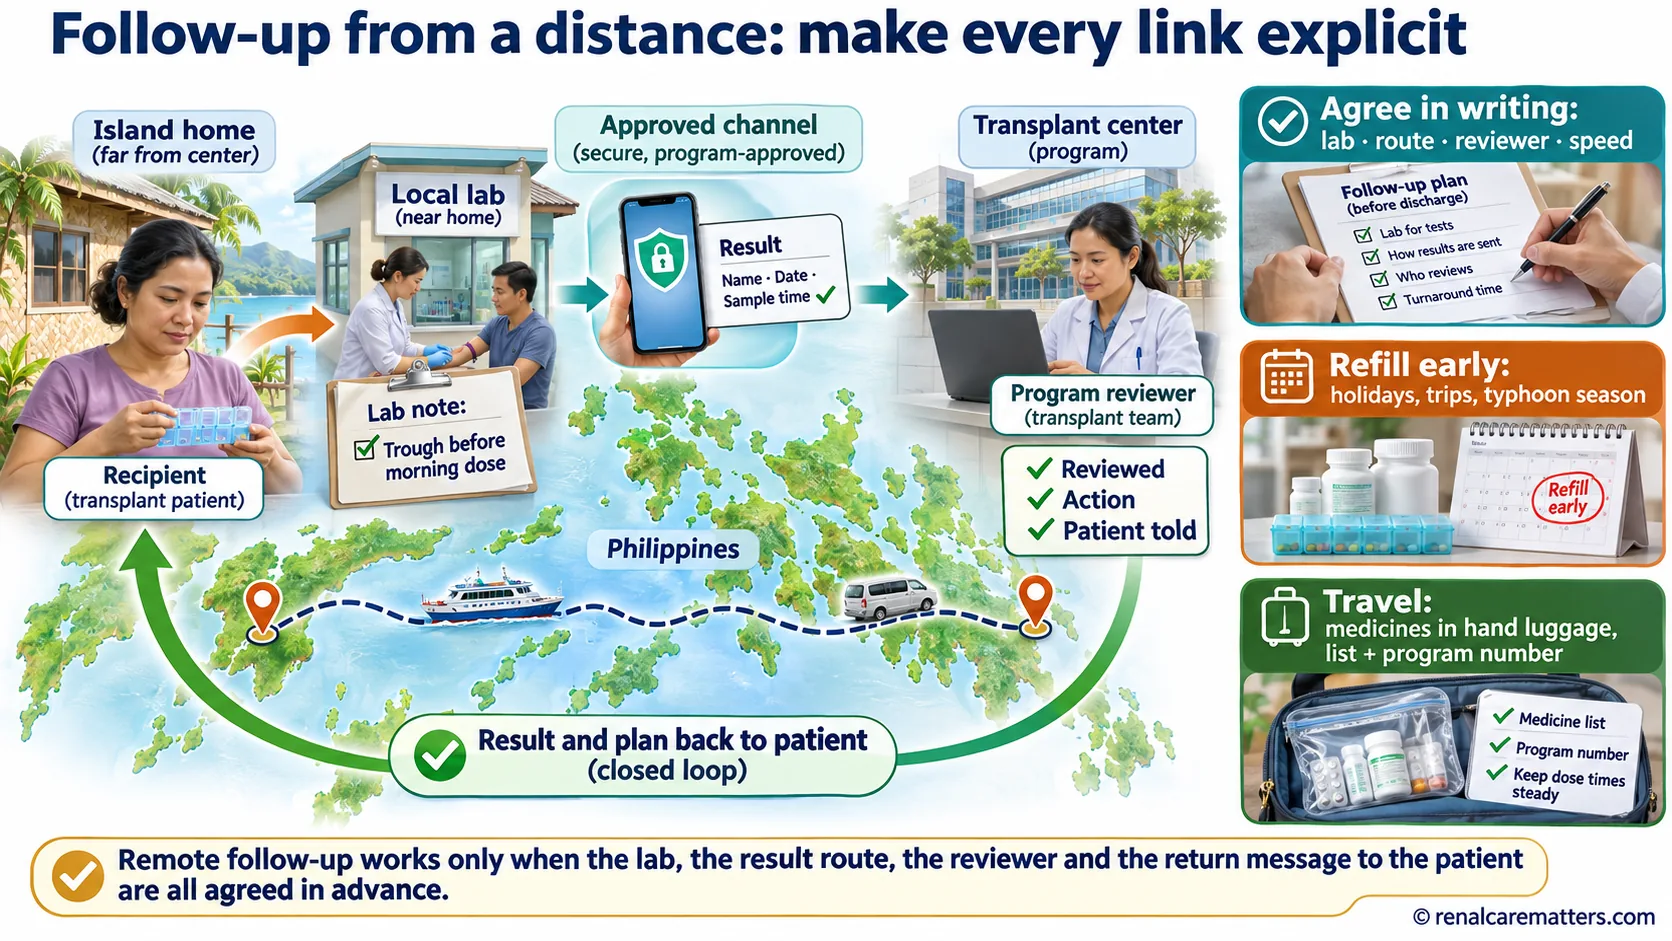 Follow-up from a distance: make every link explicit
Island home
(far from center)
Local lab
(near home)
Approved channel
(secure, program-approved)
Transplant center
(program)
Result
Name · Date ·
Sample time
Lab note:
Trough before
morning dose
Recipient
(transplant patient)
Program reviewer
(transplant team)
Reviewed
Action
Patient told
Philippines
Result and plan back to patient
(closed loop)
Agree in writing:
lab · route · reviewer · speed
Follow-up plan
(before discharge)
Lab for tests
How results are sent
Who reviews
Turnaround time
Refill early:
holidays, trips, typhoon season
Refill
early
Travel:
medicines in hand luggage,
list + program number
Medicine list
Program number
Keep dose times
steady
Remote follow-up works only when the lab, the result route, the reviewer and the return message to the patient
are all agreed in advance.
© renalcarematters.com